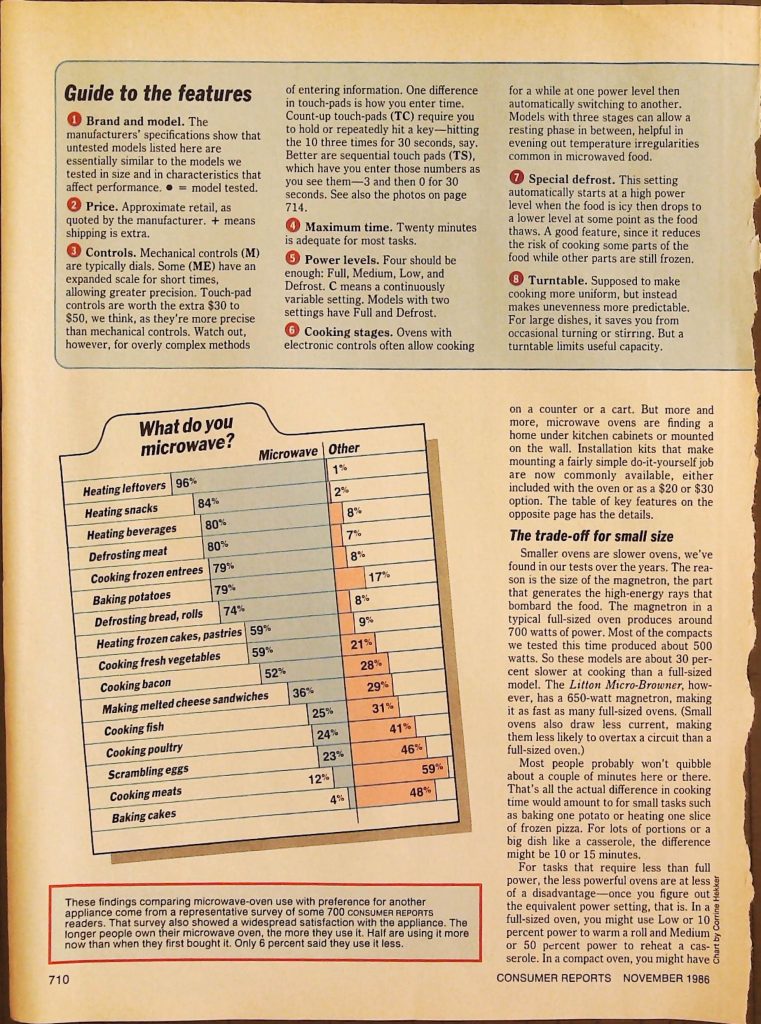 Guide to the features
1 Brand and model. The
manufacturers' specifications show that
untested models listed here are
essentially similar to the models we
tested in size and in characteristics that
affect performance. ● = model tested.
2 Price. Approximate retail, as
quoted by the manufacturer. + means
shipping is extra.
3 Controls. Mechanical controls (M)
are typically dials. Some (ME) have an
expanded scale for short times,
allowing greater precision. Touch-pad
controls are worth the extra $30 to
$50, we think, as they're more precise
than mechanical controls. Watch out,
however, for overly complex methods
of entering information. One difference
in touch-pads is how you enter time.
Count-up touch-pads (TC) require you
to hold or repeatedly hit a key—hitting
the 10 three times for 30 seconds, say.
Better are sequential touch pads (TS),
which have you enter those numbers as
you see them—3 and then 0 for 30
seconds. See also the photos on page
714.
4 Maximum time. Twenty minutes
is adequate for most tasks.
5 Power levels. Four should be
enough: Full, Medium, Low, and
Defrost. C means a continuously
variable setting. Models with two
settings have Full and Defrost.
6 Cooking stages. Ovens with
electronic controls often allow cooking
for a while at one power level then
automatically switching to another.
Models with three stages can allow a
resting phase in between, helpful in
evening out temperature irregularities
common in microwaved food.
7 Special defrost. This setting
automatically starts at a high power
level when the food is icy then drops to
a lower level at some point as the food
thaws. A good feature, since it reduces
the risk of cooking some parts of the
food while other parts are still frozen.
8 Turntable. Supposed to make
cooking more uniform, but instead
makes unevenness more predictable.
For large dishes, it saves you from
occasional turning or stirring. But a
turntable limits useful capacity.
What do you
microwave?
Microwave Other
Heating leftovers 96% 1%
Heating snacks 84% 2%
Heating beverages 80% 8%
Defrosting meat 80% 7%
Cooking frozen entrees 79% 8%
Baking potatoes 79% 17%
Defrosting bread, rolls 74% 8%
Heating frozen cakes, pastries 59% 9%
Cooking fresh vegetables 59% 21%
Cooking bacon 52% 28%
Making melted cheese sandwiches 36% 29%
Cooking fish 25% 31%
Cooking poultry 24% 41%
Scrambling eggs 23% 46%
Cooking meats 12% 59%
Baking cakes 4% 48%
These findings comparing microwave-oven use with preference for another
appliance come from a representative survey of some 700 CONSUMER REPORTS
readers. That survey also showed a widespread satisfaction with the appliance. The
longer people own their microwave oven, the more they use it. Half are using it more
now than when they first bought it. Only 6 percent said they use it less.
on a counter or a cart. But more and
more, microwave ovens are finding a
home under kitchen cabinets or mounted
on the wall. Installation kits that make
mounting a fairly simple do-it-yourself job
are now commonly available, either
included with the oven or as a $20 or $30
option. The table of key features on the
opposite page has the details.
The trade-off for small size
Smaller ovens are slower ovens, we've
found in our tests over the years. The rea-
son is the size of the magnetron, the part
that generates the high-energy rays that
bombard the food. The magnetron in a
typical full-sized oven produces around
700 watts of power. Most of the compacts
we tested this time produced about 500
watts. So these models are about 30 per-
cent slower at cooking than a full-sized
model. The Litton Micro-Browner, how-
ever, has a 650-watt magnetron, making
it as fast as many full-sized ovens. (Small
ovens also draw less current, making
them less likely to overtax a circuit than a
full-sized oven.)
Most people probably won't quibble
about a couple of minutes here or there.
That's all the actual difference in cooking
time would amount to for small tasks such
as baking one potato or heating one slice
of frozen pizza. For lots of portions or a
big dish like a casserole, the difference
might be 10 or 15 minutes.
For tasks that require less than full
power, the less powerful ovens are at less
of a disadvantage—once you figure out
the equivalent power setting, that is. In a
full-sized oven, you might use Low or 10
percent power to warm a roll and Medium
or 50 percent power to reheat a cas-
serole. In a compact oven, you might have
Chart by Corrine Hekker
710
CONSUMER REPORTS NOVEMBER 1986